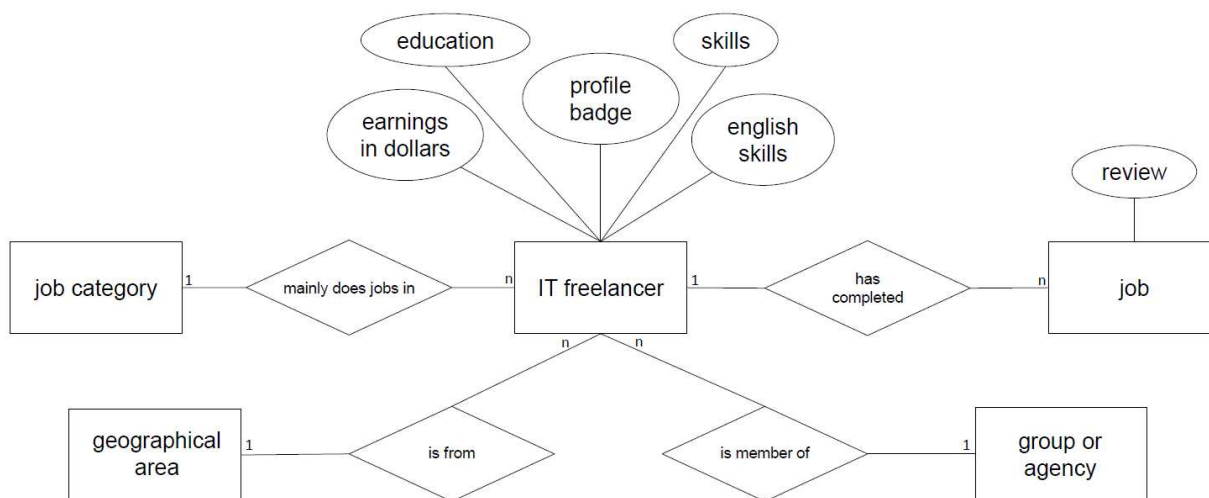 education
skills
profile
badge
earnings
in dollars
english
skills
review
job category
1
mainly does jobs in
n
IT freelancer
1
has
completed
n
job
n
n
geographical
area
1
is from
is member of
1
group or
agency